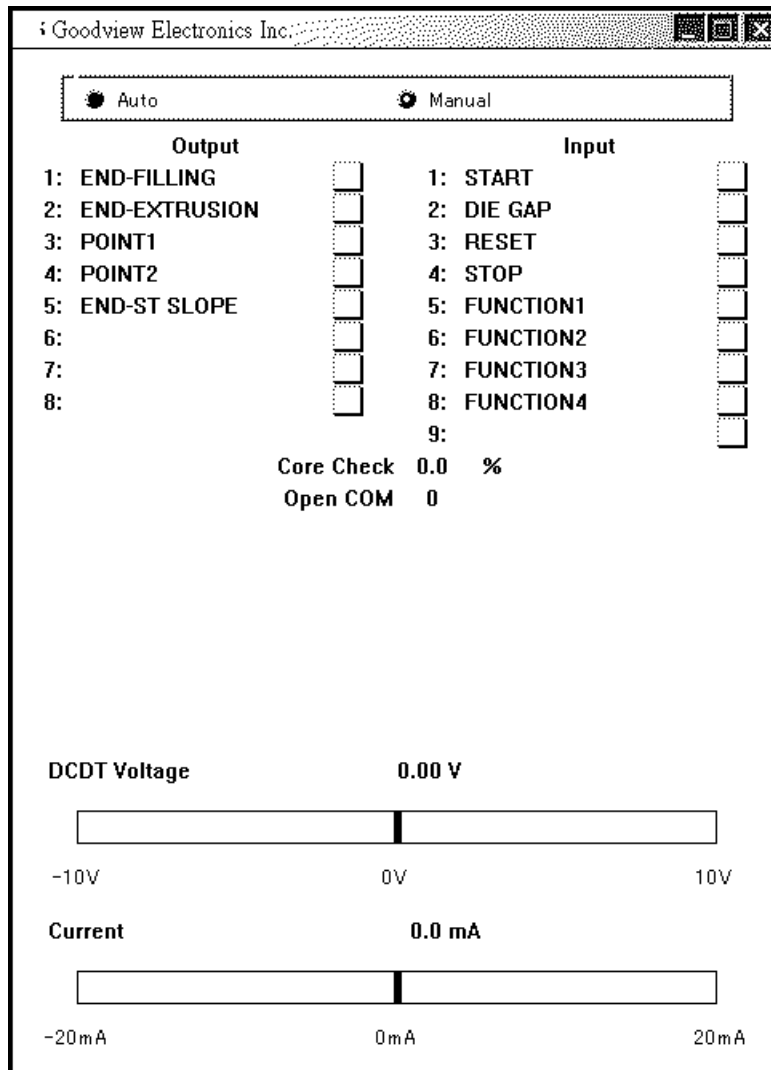 Goodview Electronics Inc.
Auto Manual
Output Input
1: END-FILLING 1: START
2: END-EXTRUSION 2: DIE GAP
3: POINT1 3: RESET
4: POINT2 4: STOP
5: END-ST SLOPE 5: FUNCTION1
6: 6: FUNCTION2
7: 7: FUNCTION3
8: 8: FUNCTION4
9:
Core Check 0.0 %
Open COM 0
DCDT Voltage 0.00 V
-10V 0V 10V
Current 0.0 mA
-20mA 0mA 20mA